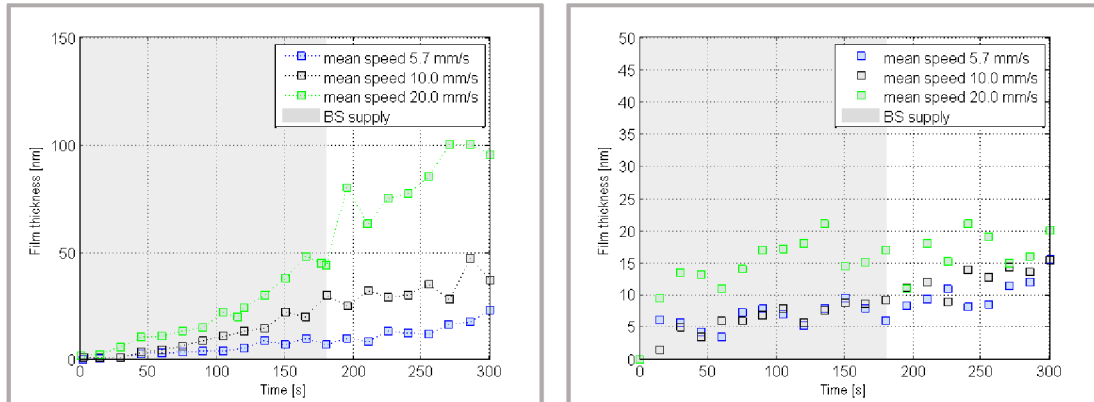 150
100
50
0
Film thickness [nm]
mean speed 5.7 mm/s
mean speed 10.0 mm/s
mean speed 20.0 mm/s
BS supply
0 50 100 150 200 250 300
Time [s]
50
45
40
35
30
25
20
15
10
5
0
Film thickness [nm]
mean speed 5.7 mm/s
mean speed 10.0 mm/s
mean speed 20.0 mm/s
BS supply
0 50 100 150 200 250 300
Time [s]